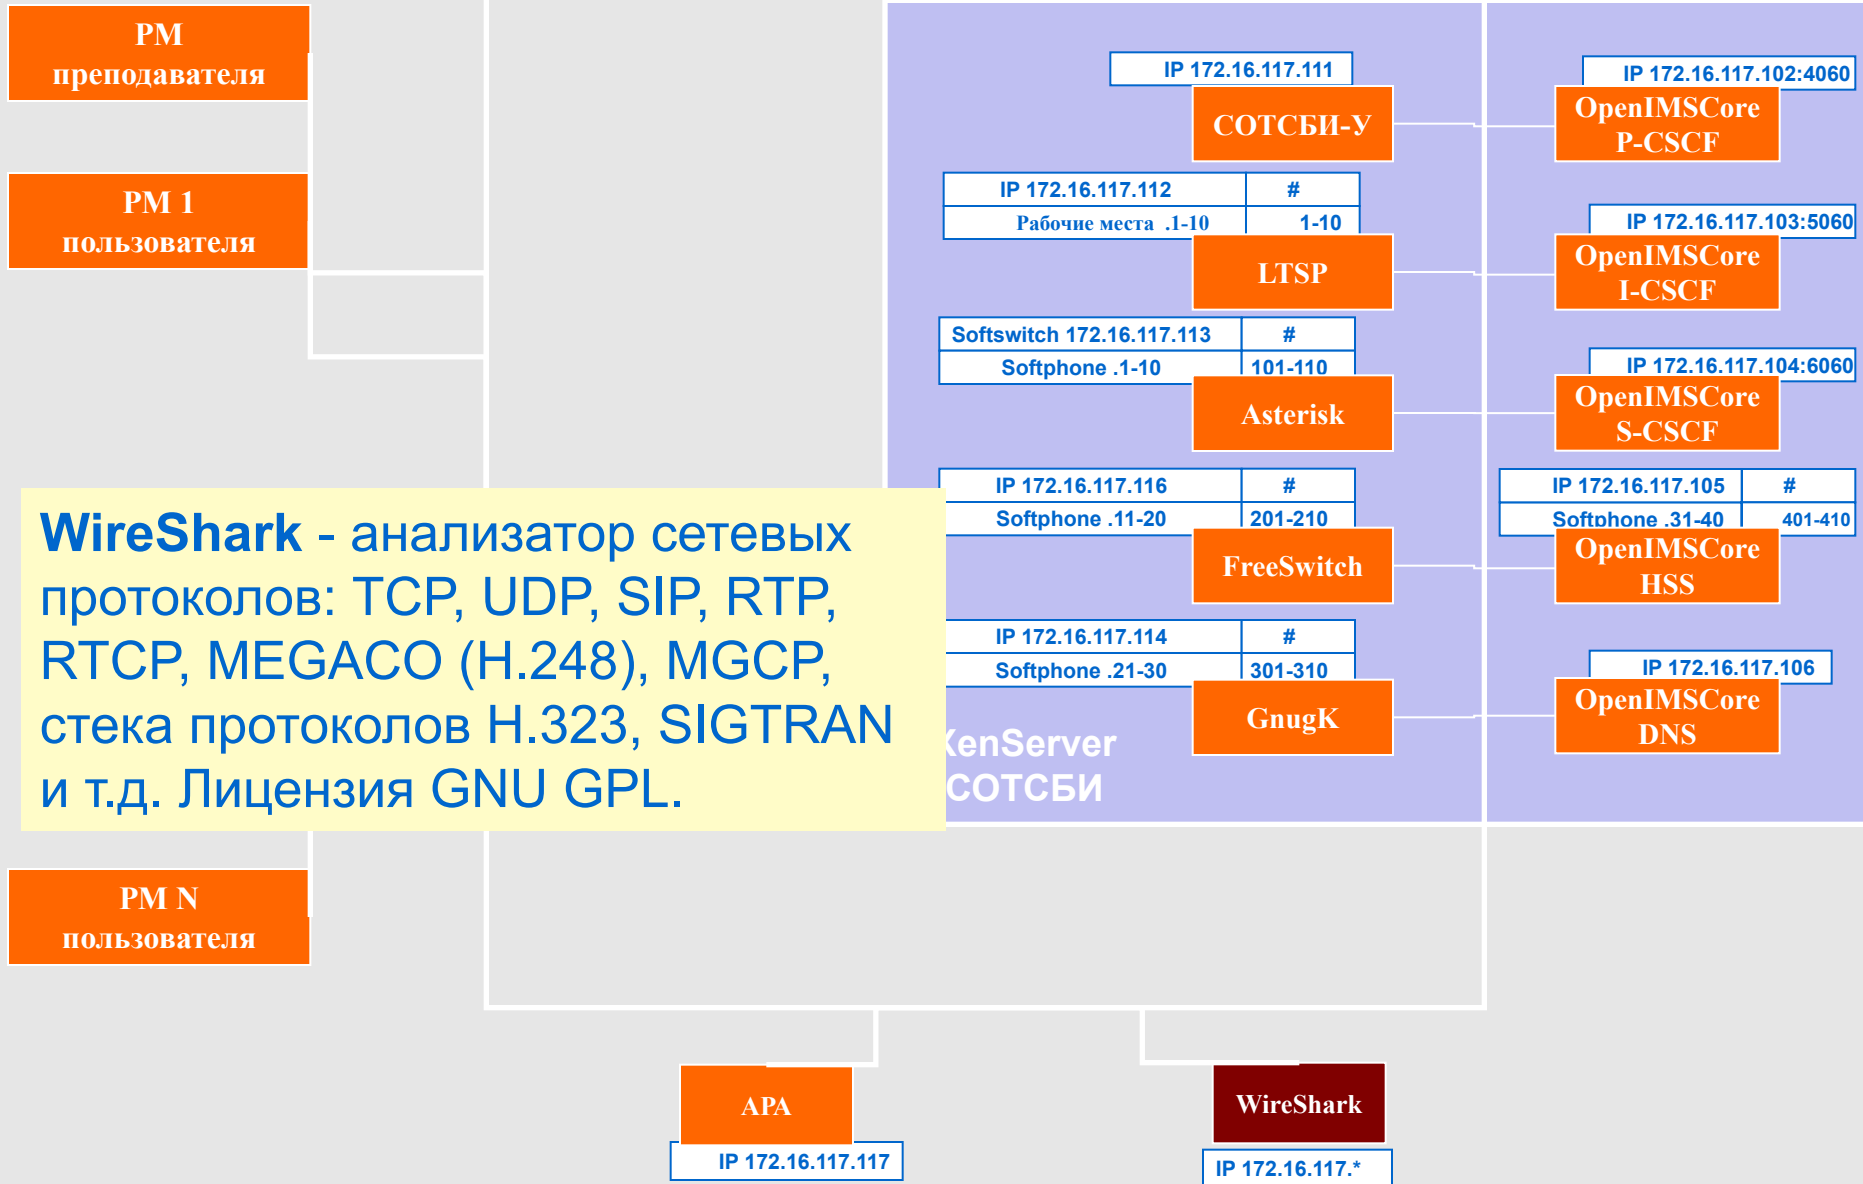 РМ
преподавателя
РМ 1
пользователя
WireShark - анализатор сетевых
протоколов: TCP, UDP, SIP, RTP,
RTCP, MEGACO (H.248), MGCP,
стека протоколов H.323, SIGTRAN
и т.д. Лицензия GNU GPL.
РМ N
пользователя
IP 172.16.117.111
СОТСБИ-У
IP 172.16.117.102:4060
OpenIMSCore
P-CSCF
IP 172.16.117.112 #
Рабочие места .1-10 1-10
LTSP
IP 172.16.117.103:5060
OpenIMSCore
I-CSCF
Softswitch 172.16.117.113 #
Softphone .1-10 101-110
Asterisk
IP 172.16.117.104:6060
OpenIMSCore
S-CSCF
IP 172.16.117.116 #
Softphone .11-20 201-210
FreeSwitch
IP 172.16.117.105 #
Softphone .31-40 401-410
OpenIMSCore
HSS
IP 172.16.117.114 #
Softphone .21-30 301-310
GnugK
IP 172.16.117.106
OpenIMSCore
DNS
XenServer
СОТСБИ
APA
IP 172.16.117.117
WireShark
IP 172.16.117.*